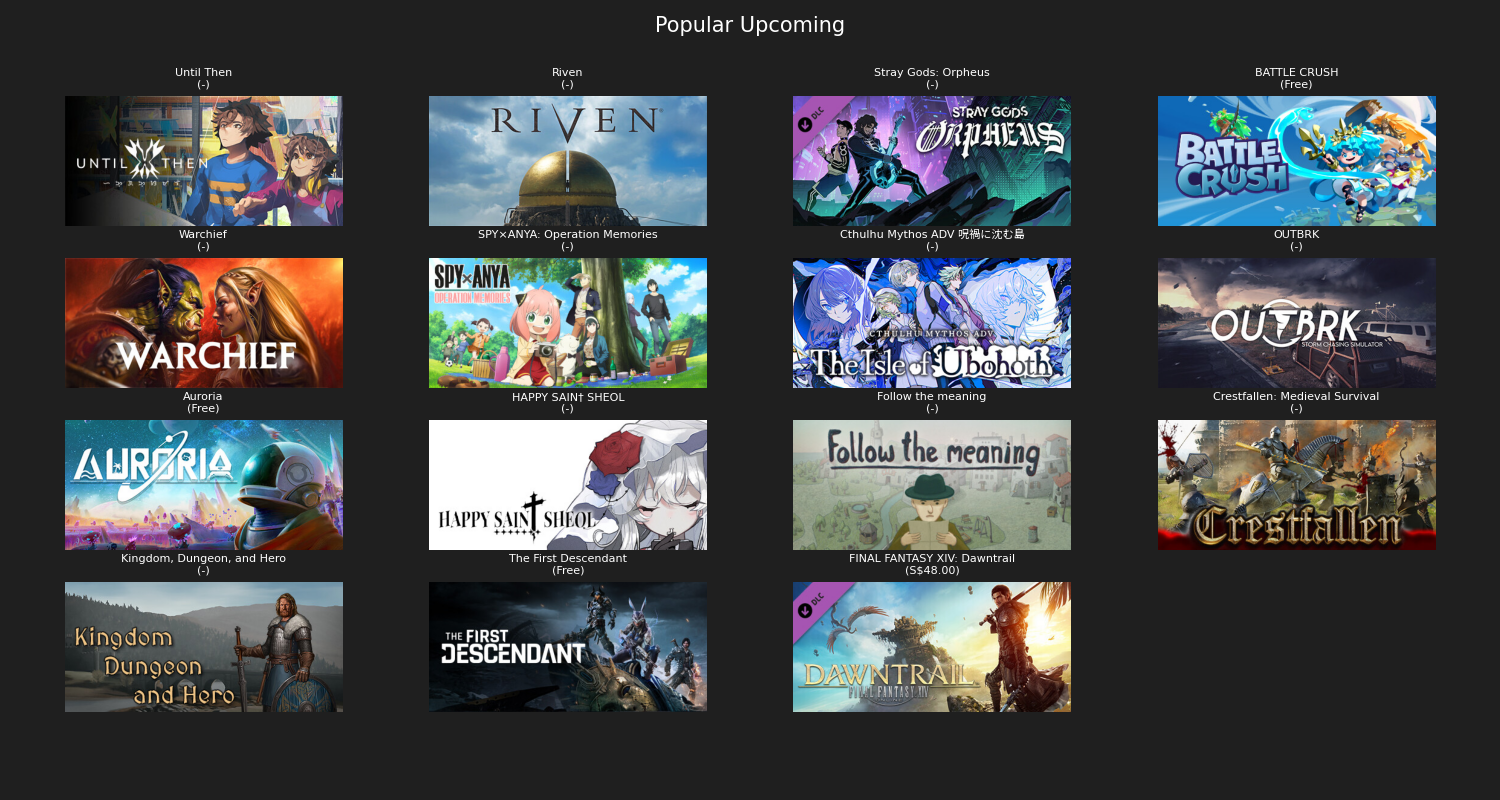 Popular Upcoming
Until Then
(-)
Riven
(-)
Stray Gods: Orpheus
(-)
BATTLE CRUSH
(Free)
UNTIL THEN
RIVEN
DLC
STRAY GODS
ORPHEUS
BATTLE
CRUSH
Warchief
(-)
SPY×ANYA: Operation Memories
(-)
Cthulhu Mythos ADV 呪禍に沈む島
(-)
OUTBRK
(-)
WARCHIEF
SPY×ANYA
OPERATION MEMORIES
CTHULHU MYTHOS ADV
The Isle of Ubohoth
OUTBRK
STORM CHASING SIMULATOR
Auroria
(Free)
HAPPY SAIN† SHEOL
(-)
Follow the meaning
(-)
Crestfallen: Medieval Survival
(-)
AURORIA
HAPPY SAIN† SHEOL
Follow the meaning
Crestfallen
Kingdom, Dungeon, and Hero
(-)
The First Descendant
(Free)
FINAL FANTASY XIV: Dawntrail
(S$48.00)
Kingdom
Dungeon
and Hero
THE FIRST
DESCENDANT
DLC
DAWNTRAIL
FINAL FANTASY XIV